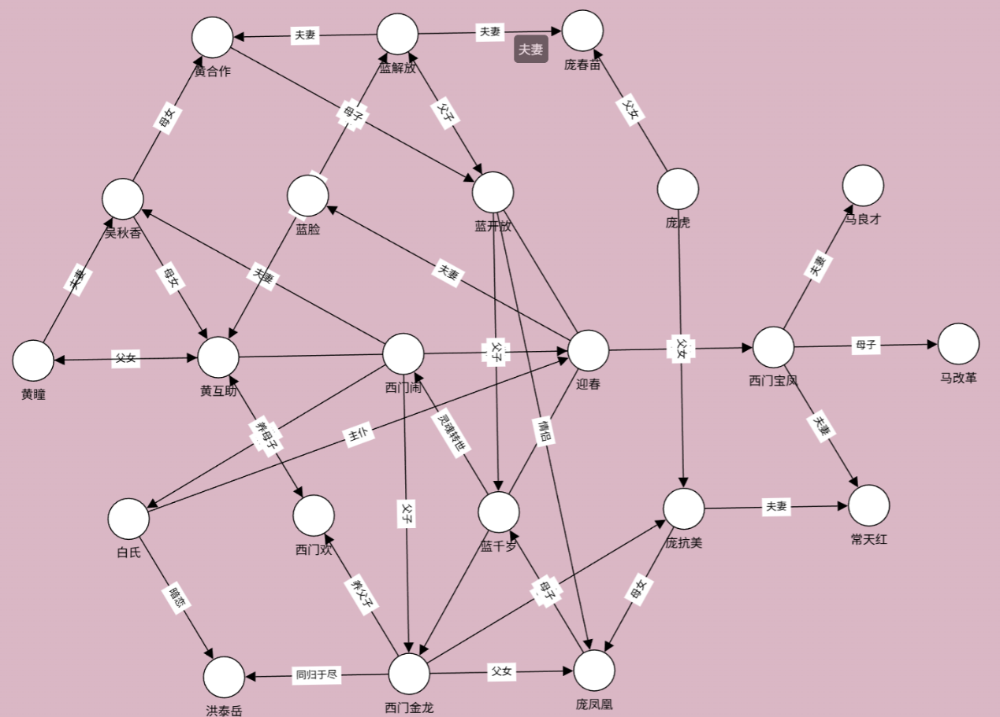 夫妻
夫妻
夫妻
黄合作
蓝解放
庞春苗
母女
母子
父子
父女
吴秋香
蓝脸
蓝开放
庞虎
马良才
夫妻
母女
夫妻
夫妻
夫妻
父女
父子
父女
母子
黄瞳
黄互助
西门闹
迎春
西门宝凤
马改革
养母子
主仆
灵魂转世
情侣
夫妻
白氏
西门欢
父子
蓝千岁
庞抗美
夫妻
常天红
暗恋
养父子
母子
母女
洪泰岳
同归于尽
西门金龙
父女
庞凤凰